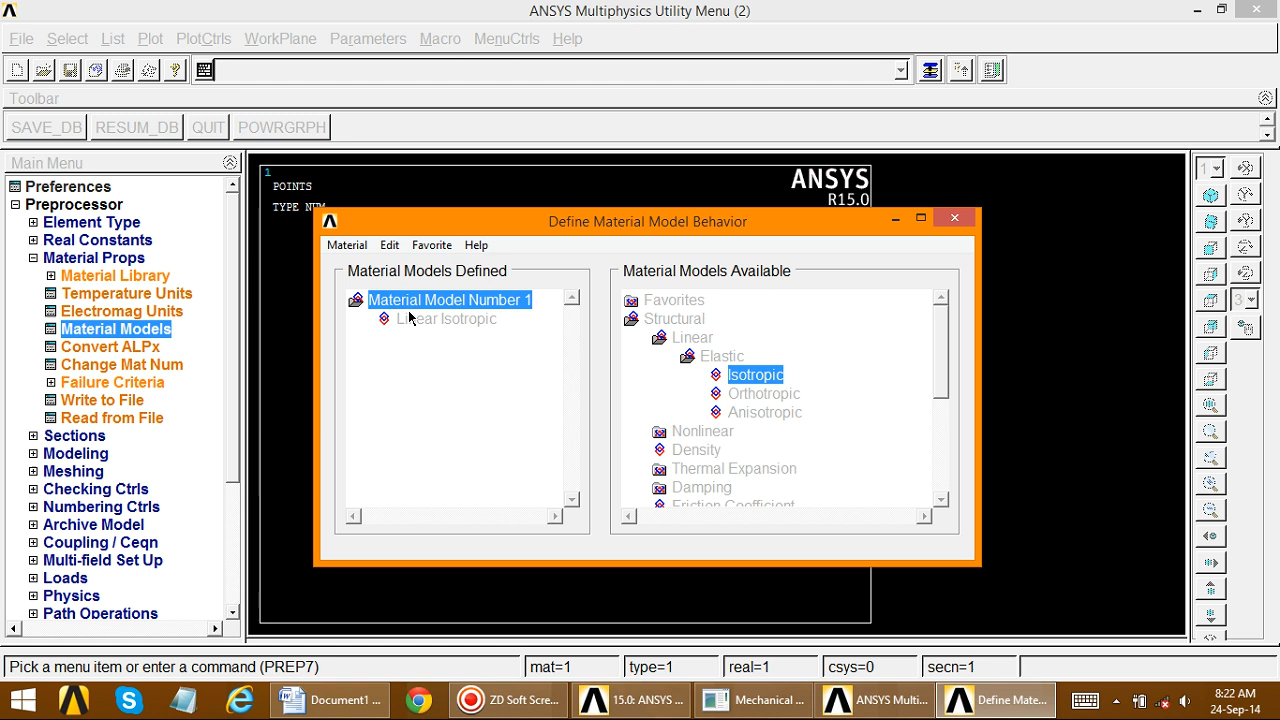 ANSYS Multiphysics Utility Menu (2)
File Select List Plot PlotCtrls WorkPlane Parameters Macro MenuCtrls Help
Toolbar
SAVE_DB RESUM_DB QUIT POWRGRPH
Main Menu
Preferences
Preprocessor
Element Type
Real Constants
Material Props
Material Library
Temperature Units
Electromag Units
Material Models
Convert ALPx
Change Mat Num
Failure Criteria
Write to File
Read from File
Sections
Modeling
Meshing
Checking Ctrls
Numbering Ctrls
Archive Model
Coupling / Ceqn
Multi-field Set Up
Loads
Physics
Path Operations
1
POINTS
TYPE NUM
ANSYS
R15.0
Define Material Model Behavior
Material Edit Favorite Help
Material Models Defined
Material Model Number 1
Linear Isotropic
Material Models Available
Favorites
Structural
Linear
Elastic
Isotropic
Orthotropic
Anisotropic
Nonlinear
Density
Thermal Expansion
Damping
Friction Coefficient
1
3
Pick a menu item or enter a command (PREP7) mat=1 type=1 real=1 csys=0 secn=1
Document1 ... ZD Soft Scre... 15.0: ANSYS ... Mechanical ... ANSYS Multi... Define Mate...
8:22 AM
24-Sep-14